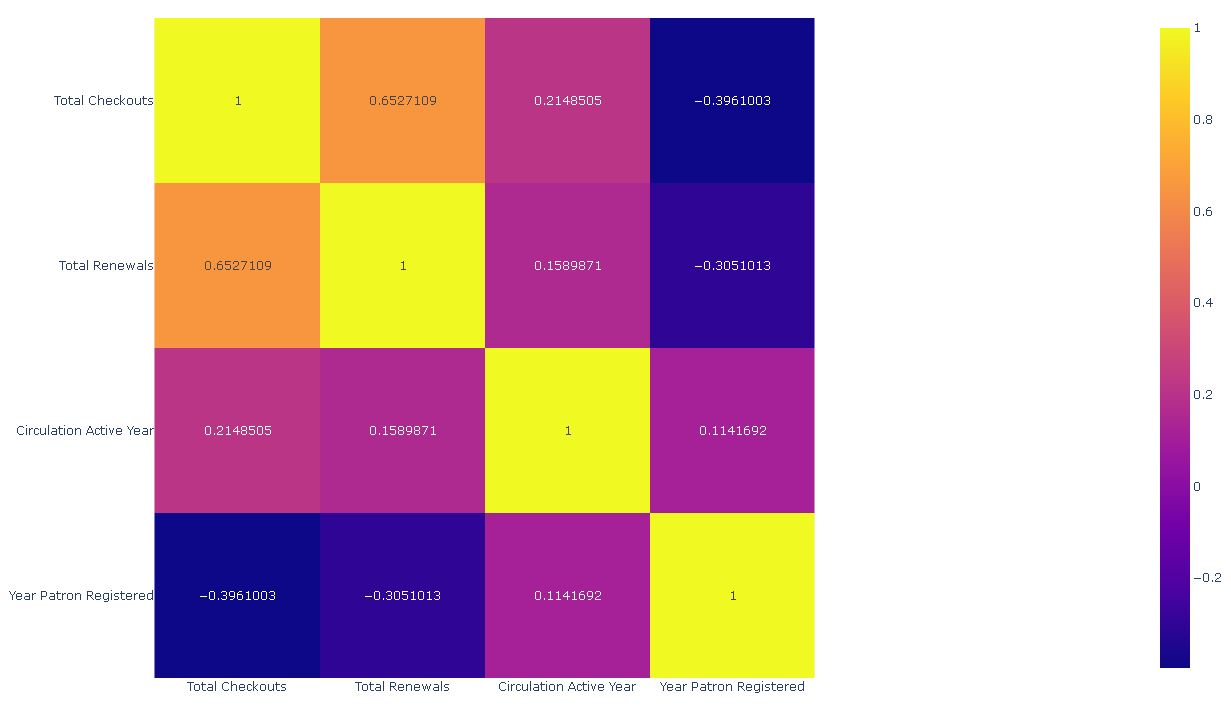 Total Checkouts 1 0.6527109 0.2148505 −0.3961003
Total Renewals 0.6527109 1 0.1589871 −0.3051013
Circulation Active Year 0.2148505 0.1589871 1 0.1141692
Year Patron Registered −0.3961003 −0.3051013 0.1141692 1
Total Checkouts Total Renewals Circulation Active Year Year Patron Registered
1
0.8
0.6
0.4
0.2
0
−0.2